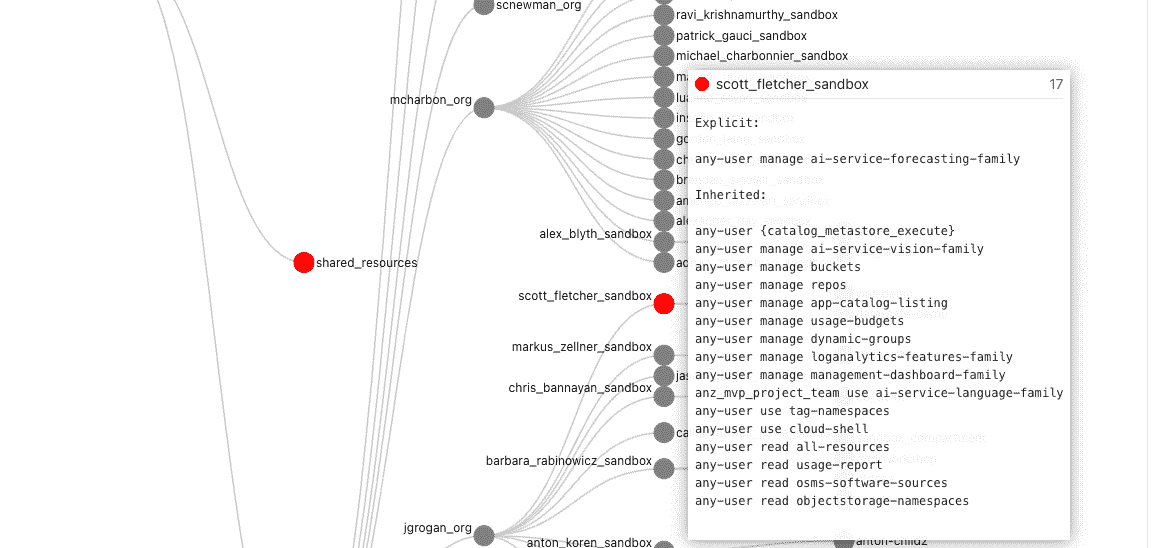 scnewman_org
ravi_krishnamurthy_sandbox
patrick_gauci_sandbox
michael_charbonnier_sandbox
mcharbon_org
alex_blyth_sandbox
shared_resources
scott_fletcher_sandbox
markus_zellner_sandbox
chris_bannayan_sandbox
barbara_rabinowicz_sandbox
jgrogan_org
anton_koren_sandbox
scott_fletcher_sandbox 17
Explicit:
any-user manage ai-service-forecasting-family
Inherited:
any-user {catalog_metastore_execute}
any-user manage ai-service-vision-family
any-user manage buckets
any-user manage repos
any-user manage app-catalog-listing
any-user manage usage-budgets
any-user manage dynamic-groups
any-user manage loganalytics-features-family
any-user manage management-dashboard-family
anz_mvp_project_team use ai-service-language-family
any-user use tag-namespaces
any-user use cloud-shell
any-user read all-resources
any-user read usage-report
any-user read osms-software-sources
any-user read objectstorage-namespaces